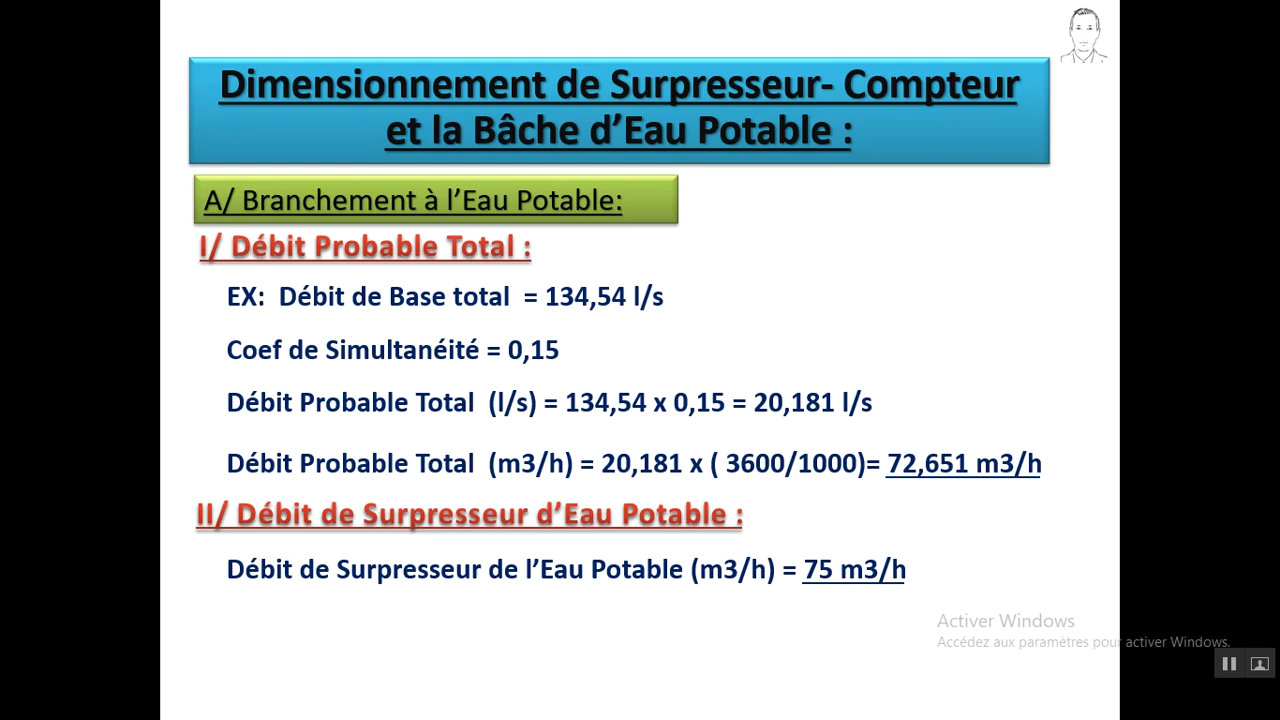 Dimensionnement de Surpresseur- Compteur
et la Bâche d’Eau Potable :
A/ Branchement à l’Eau Potable:
I/ Débit Probable Total :
EX:  Débit de Base total  = 134,54 l/s
Coef de Simultanéité = 0,15
Débit Probable Total  (l/s) = 134,54 x 0,15 = 20,181 l/s
Débit Probable Total  (m3/h) = 20,181 x ( 3600/1000)= 72,651 m3/h
II/ Débit de Surpresseur d’Eau Potable :
Débit de Surpresseur de l’Eau Potable (m3/h) = 75 m3/h
Activer Windows
Accédez aux paramètres pour activer Windows.